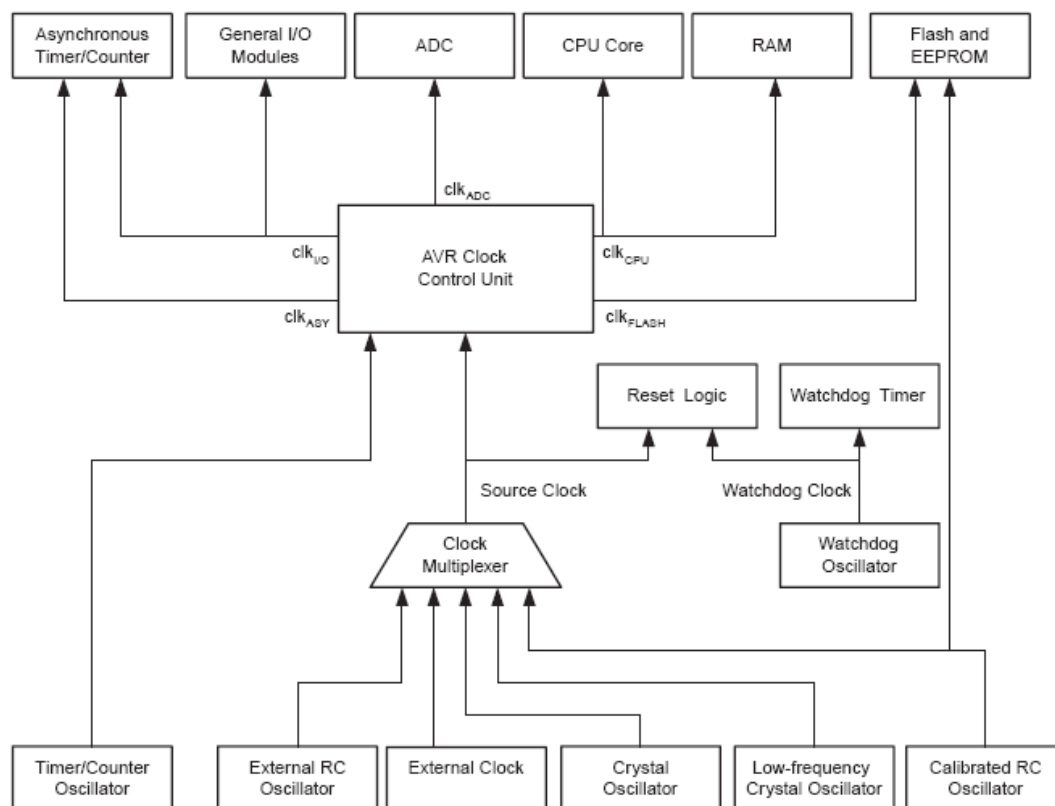 Asynchronous
Timer/Counter
General I/O
Modules
ADC
CPU Core
RAM
Flash and
EEPROM
clkADC
clkI/O
AVR Clock
Control Unit
clkCPU
clkASY
clkFLASH
Reset Logic
Watchdog Timer
Source Clock
Watchdog Clock
Clock
Multiplexer
Watchdog
Oscillator
Timer/Counter
Oscillator
External RC
Oscillator
External Clock
Crystal
Oscillator
Low-frequency
Crystal Oscillator
Calibrated RC
Oscillator